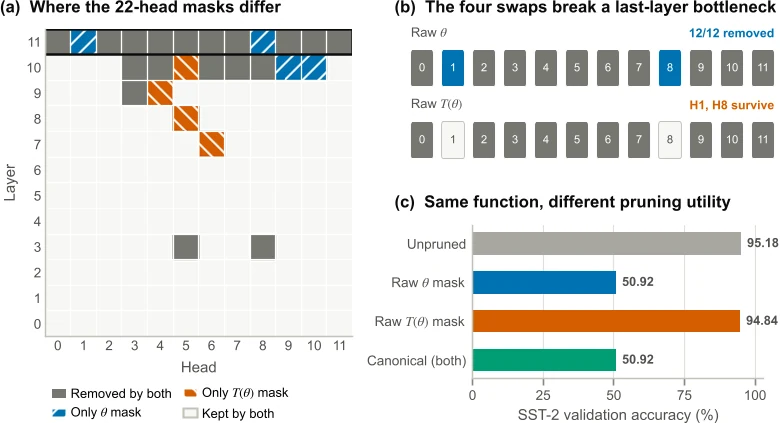 (a) Where the 22-head masks differ
11
10
9
8
7
6
5
4
3
2
1
0
Layer
0 1 2 3 4 5 6 7 8 9 10 11
Head
Removed by both
Only T(θ) mask
Only θ mask
Kept by both
(b) The four swaps break a last-layer bottleneck
Raw θ
12/12 removed
0 1 2 3 4 5 6 7 8 9 10 11
Raw T(θ)
H1, H8 survive
0 1 2 3 4 5 6 7 8 9 10 11
(c) Same function, different pruning utility
Unpruned
95.18
Raw θ mask
50.92
Raw T(θ) mask
94.84
Canonical (both)
50.92
0 25 50 75 100
SST-2 validation accuracy (%)